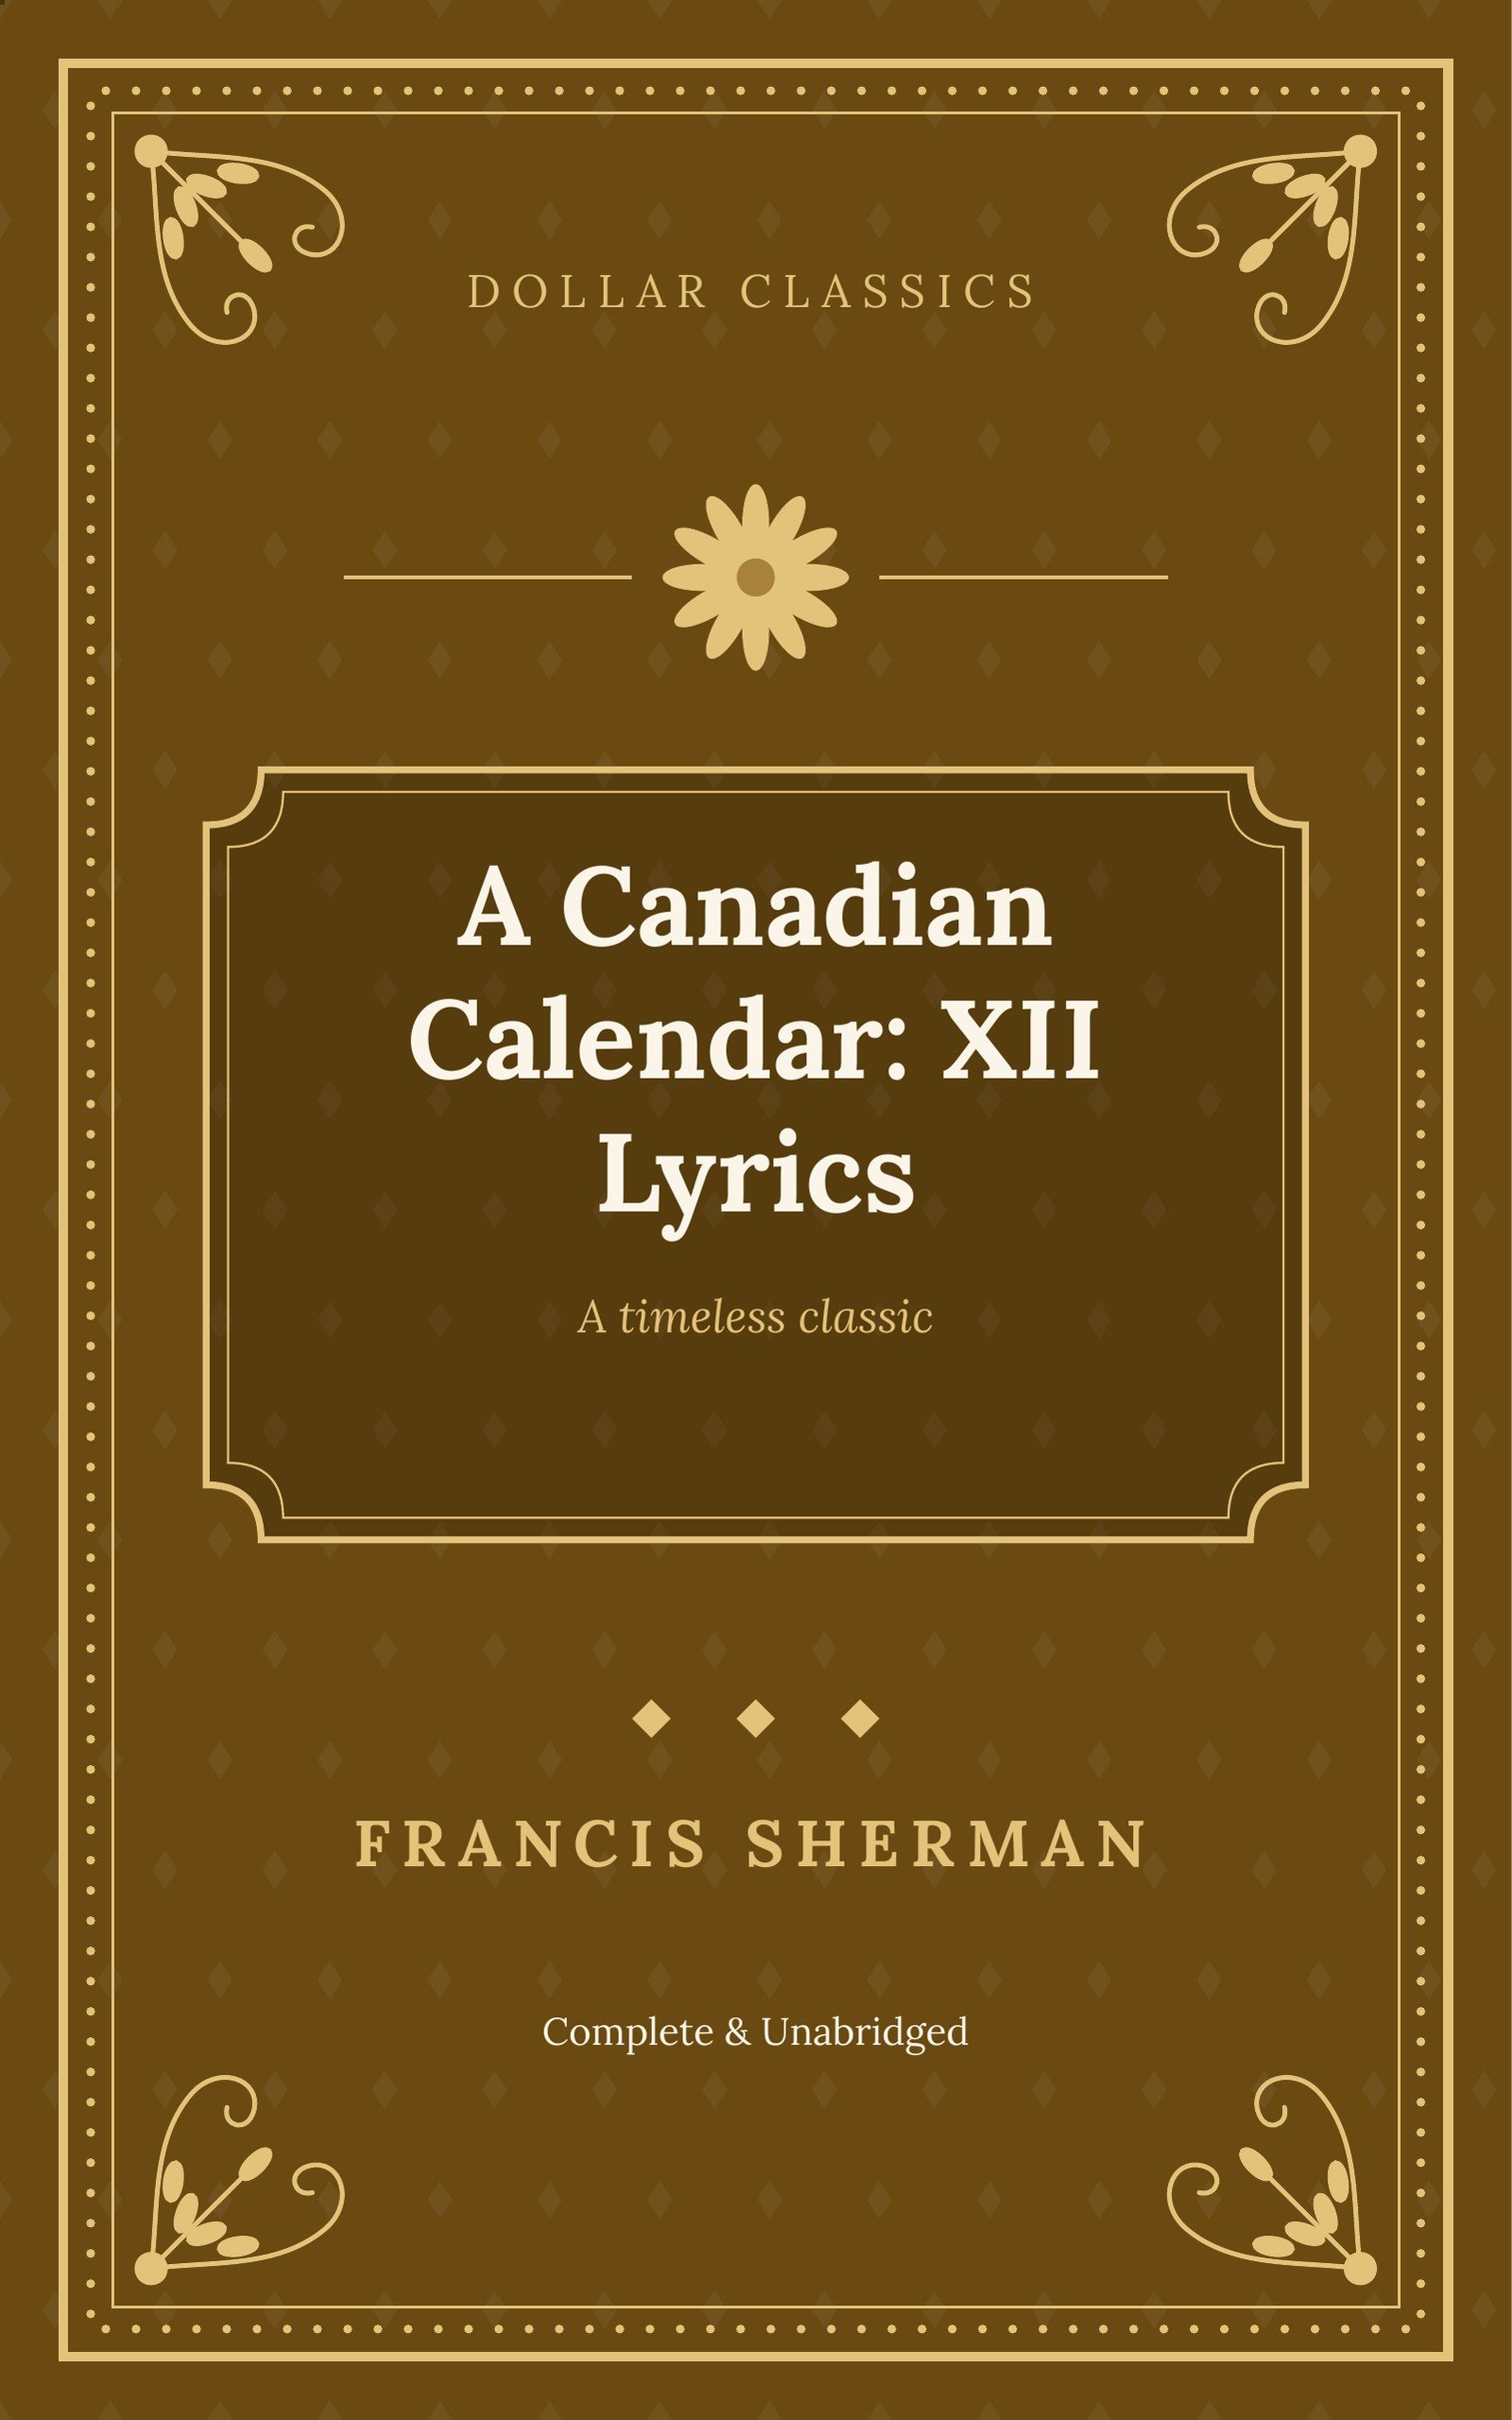 DOLLAR CLASSICS
A Canadian
Calendar: XII
Lyrics
A timeless classic
FRANCIS SHERMAN
Complete & Unabridged